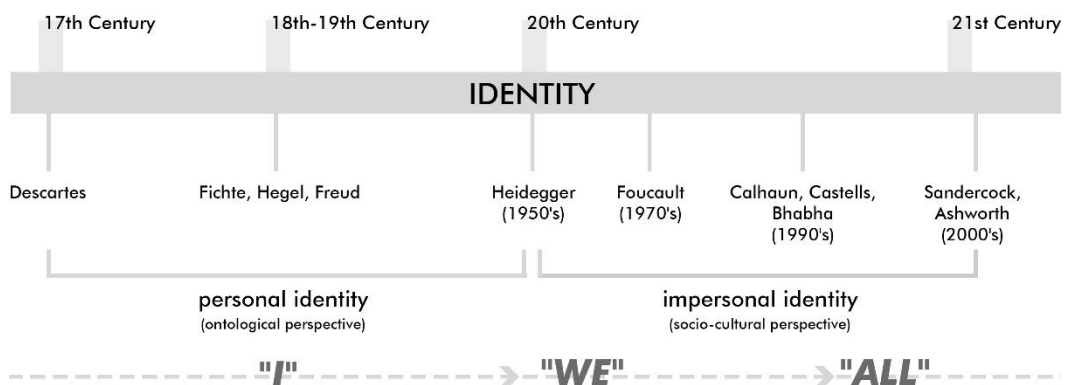 17th Century
18th-19th Century
20th Century
21st Century
IDENTITY
Descartes
Fichte, Hegel, Freud
Heidegger
(1950's)
Foucault
(1970's)
Calhaun, Castells,
Bhabha
(1990's)
Sandercock,
Ashworth
(2000's)
personal identity
(ontological perspective)
impersonal identity
(socio-cultural perspective)
"I"
"WE"
"ALL"